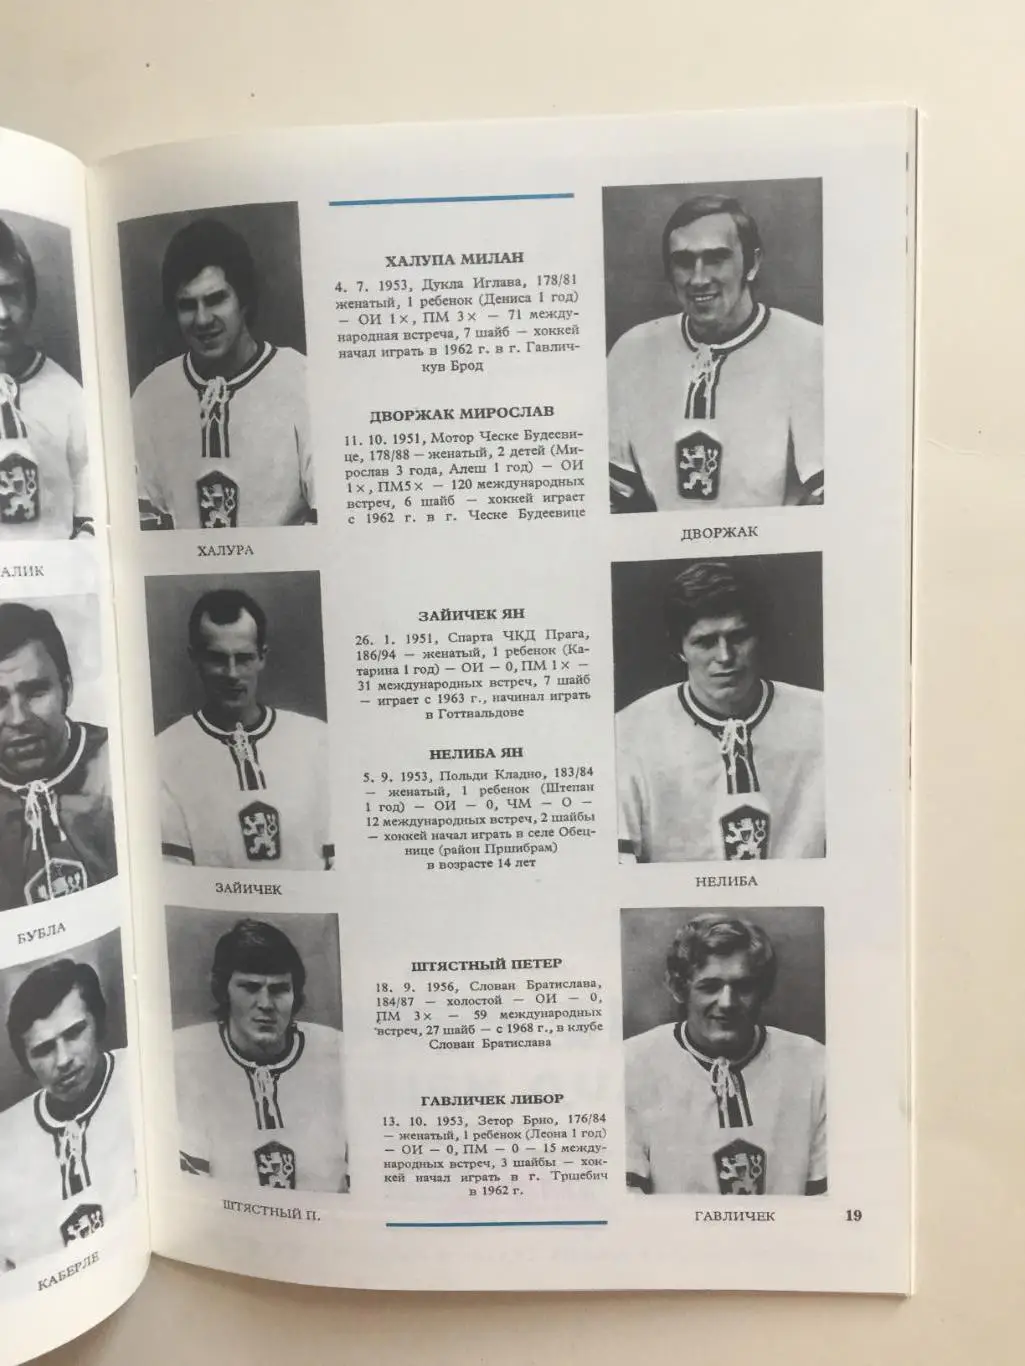 АЛИК
БУБЛА
КАБЕРЛЕ
ХАЛУПА МИЛАН
4. 7. 1953, Дукла Иглава, 178/81
женатый, 1 ребенок (Дениса 1 год)
— ОИ 1×, ПМ 3× — 71 между-
народная встреча, 7 шайб — хоккей
начал играть в 1962 г. в г. Гавлич-
кув Брод
ДВОРЖАК МИРОСЛАВ
11. 10. 1951, Мотор Ческе Будееви-
це, 178/88 — женатый, 2 детей (Ми-
рослав 3 года, Алеш 1 год) — ОИ
1×, ПМ5× — 120 международных
встреч, 6 шайб — хоккей играет
с 1962 г. в г. Ческе Будеевице
ХАЛУРА
ДВОРЖАК
ЗАЙИЧЕК ЯН
26. 1. 1951, Спарта ЧКД Прага,
186/94 — женатый, 1 ребенок (Ка-
тарина 1 год) — ОИ — 0, ПМ 1× —
31 международных встреч, 7 шайб
— играет с 1963 г., начинал играть
в Готтвальдове
НЕЛИБА ЯН
5. 9. 1953, Польди Кладно, 183/84
— женатый, 1 ребенок (Штепан
1 год) — ОИ — 0, ЧМ — О —
12 международных встреч, 2 шайбы
— хоккей начал играть в селе Обец-
нице (район Пршибрам)
в возрасте 14 лет
ЗАЙИЧЕК
НЕЛИБА
ШТЯСТНЫЙ ПЕТЕР
18. 9. 1956, Слован Братислава,
184/87 — холостой — ОИ — 0,
ПМ 3× — 59 международных
встреч, 27 шайб — с 1968 г., в клубе
Слован Братислава
ГАВЛИЧЕК ЛИБОР
13. 10. 1953, Зетор Брно, 176/84
— женатый, 1 ребенок (Леона 1 год)
— ОИ — 0, ПМ — 0 — 15 между-
народных встреч, 3 шайбы — хок-
кей начал играть в г. Тршебич
в 1962 г.
ШТЯСТНЫЙ П.
ГАВЛИЧЕК
19